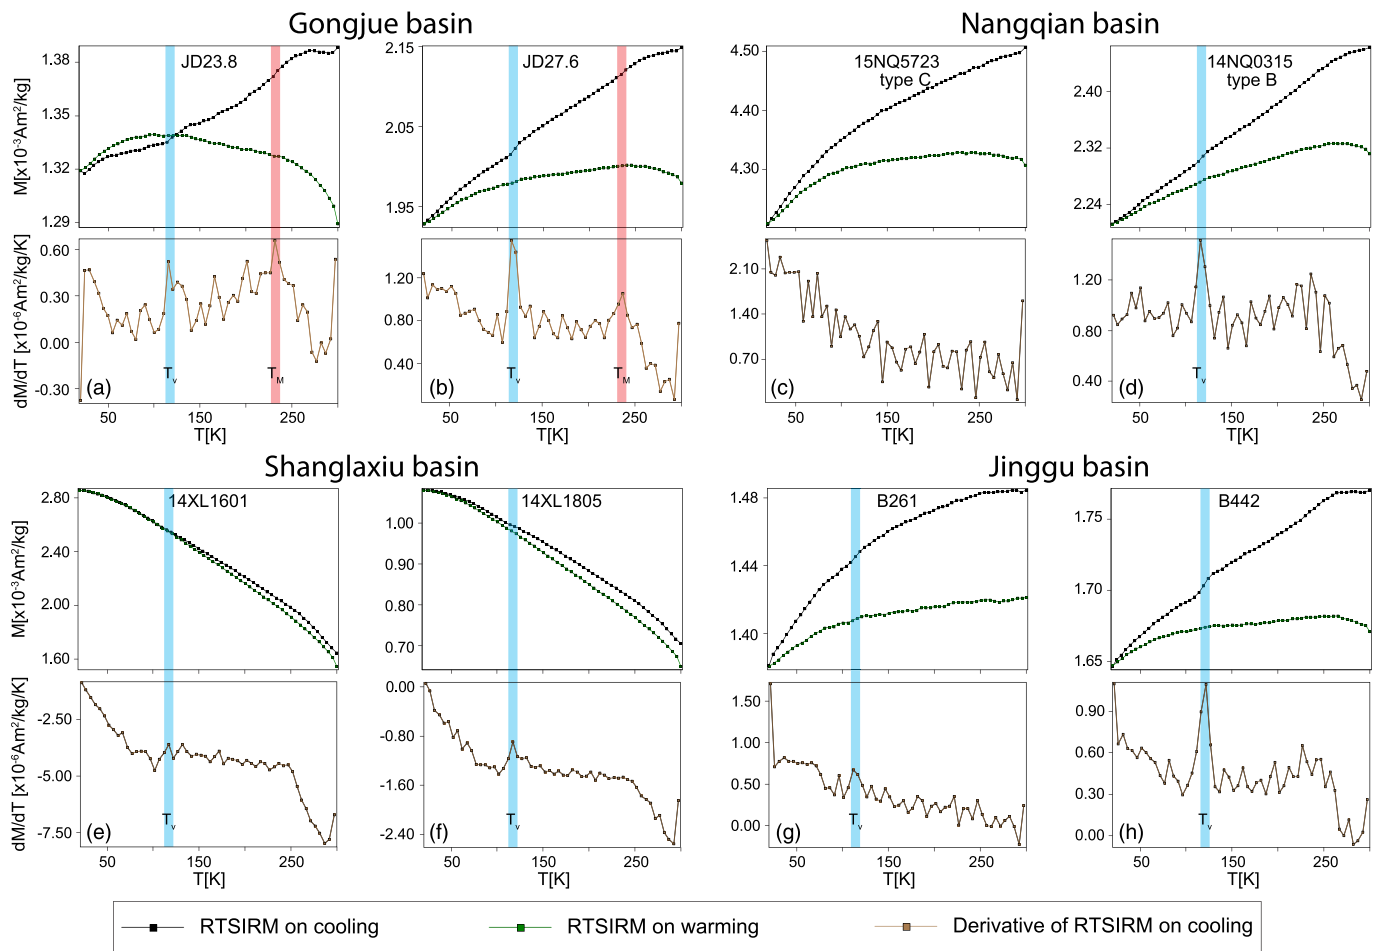 Gongjue basin
Nangqian basin
M[x10⁻³Am²/kg]
1.38
1.35
1.32
1.29
JD23.8
2.15
2.05
1.95
JD27.6
4.50
4.40
4.30
15NQ5723
type C
2.40
2.32
2.24
14NQ0315
type B
dM/dT [x10⁻⁶Am²/kg/K]
0.60
0.30
0.00
-0.30
(a)
Tᵥ
T_M
1.20
0.80
0.40
(b)
Tᵥ
T_M
2.10
1.40
0.70
(c)
1.20
0.80
0.40
(d)
Tᵥ
50 150 250
T[K]
50 150 250
T[K]
50 150 250
T[K]
50 150 250
T[K]
Shanglaxiu basin
Jinggu basin
M[x10⁻³Am²/kg]
2.80
2.40
2.00
1.60
14XL1601
1.00
0.90
0.80
0.70
14XL1805
1.48
1.44
1.40
B261
1.75
1.70
1.65
B442
dM/dT [x10⁻⁶Am²/kg/K]
-2.50
-5.00
-7.50
(e)
Tᵥ
0.00
-0.80
-1.60
-2.40
(f)
Tᵥ
1.50
1.00
0.50
0.00
(g)
Tᵥ
0.90
0.60
0.30
0.00
(h)
Tᵥ
50 150 250
T[K]
50 150 250
T[K]
50 150 250
T[K]
50 150 250
T[K]
RTSIRM on cooling
RTSIRM on warming
Derivative of RTSIRM on cooling